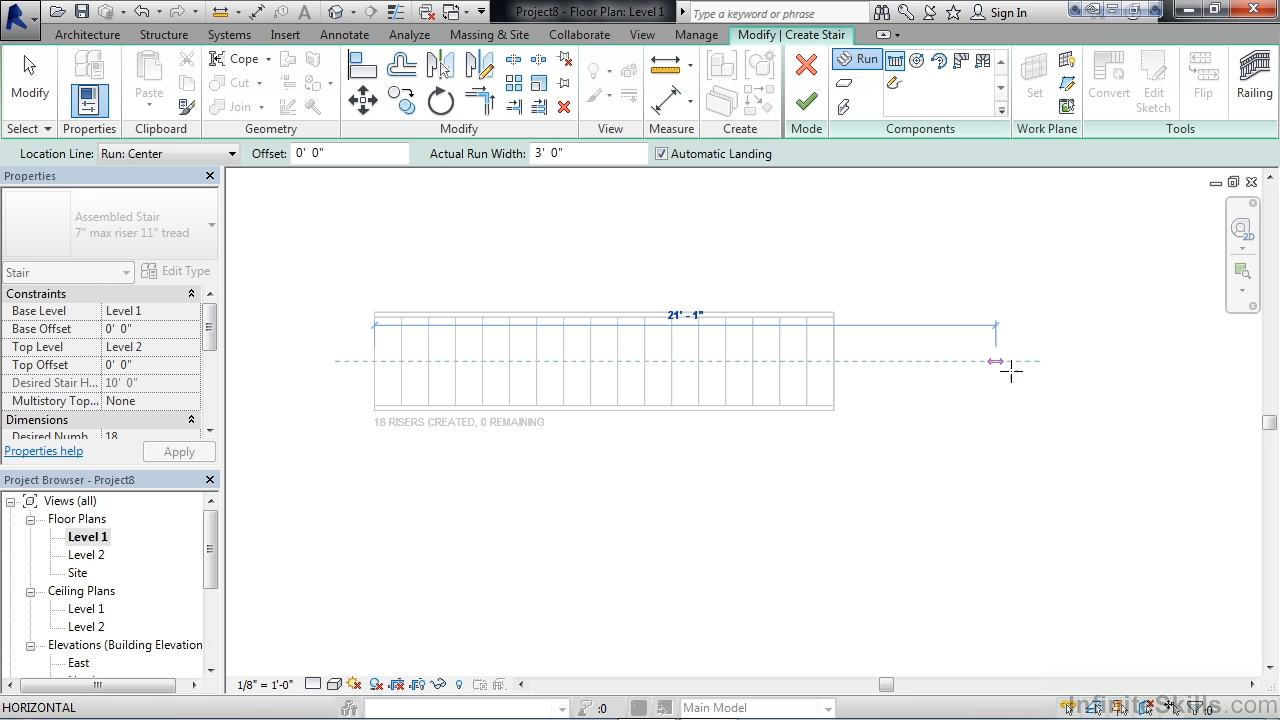 Project8 - Floor Plan: Level 1
Type a keyword or phrase
Sign In
Architecture Structure Systems Insert Annotate Analyze Massing & Site Collaborate View Manage Modify | Create Stair
Modify
Paste
Cope
Cut
Join
Run
Set
Convert
Edit
Sketch
Flip
Railing
Select Properties Clipboard Geometry Modify View Measure Create Mode Components Work Plane Tools
Location Line: Run: Center Offset: 0' 0" Actual Run Width: 3' 0" Automatic Landing
Properties
Assembled Stair
7" max riser 11" tread
Stair Edit Type
Constraints
Base Level Level 1
Base Offset 0' 0"
Top Level Level 2
Top Offset 0' 0"
Desired Stair H... 10' 0"
Multistory Top... None
Dimensions
Desired Numb 18
Properties help Apply
Project Browser - Project8
Views (all)
Floor Plans
Level 1
Level 2
Site
Ceiling Plans
Level 1
Level 2
Elevations (Building Elevation
East
21' - 1"
18 RISERS CREATED, 0 REMAINING
2D
1/8" = 1'-0"
HORIZONTAL
:0
Main Model
:0
InfiniteSkills.com